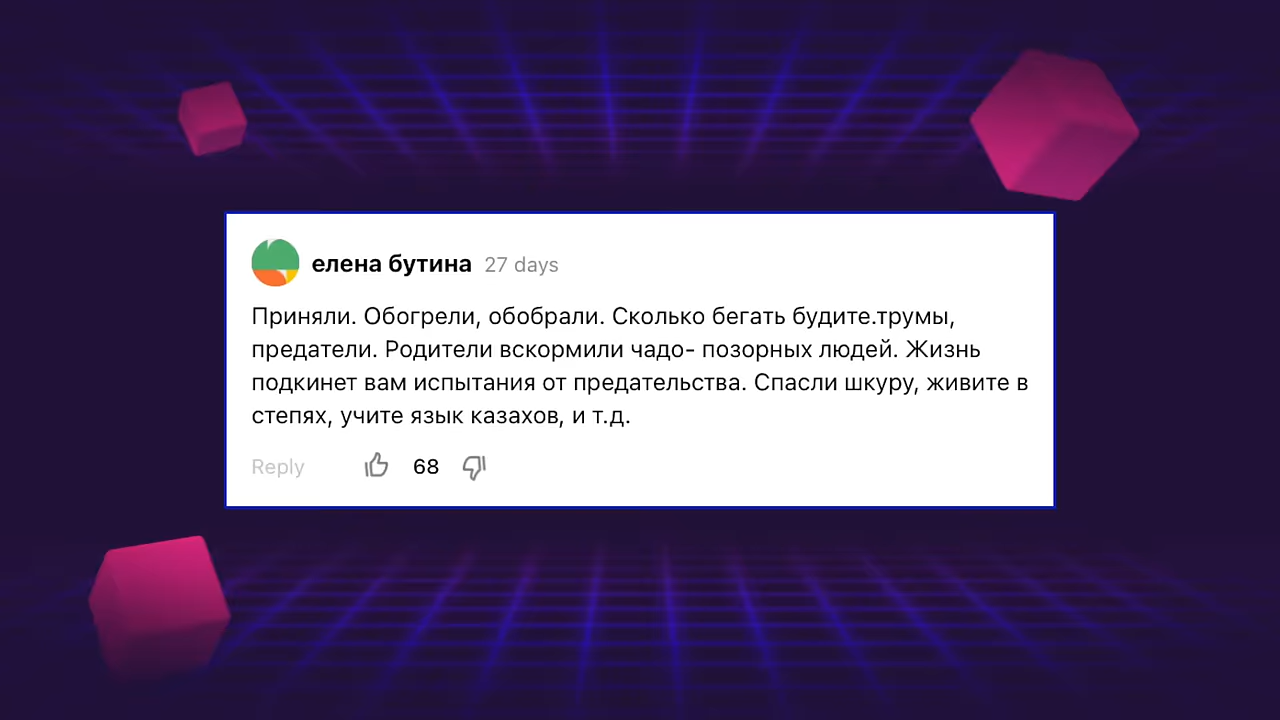 елена бутина 27 days
Приняли. Обогрели, обобрали. Сколько бегать будите.трумы,
предатели. Родители вскормили чадо- позорных людей. Жизнь
подкинет вам испытания от предательства. Спасли шкуру, живите в
степях, учите язык казахов, и т.д.
Reply 68